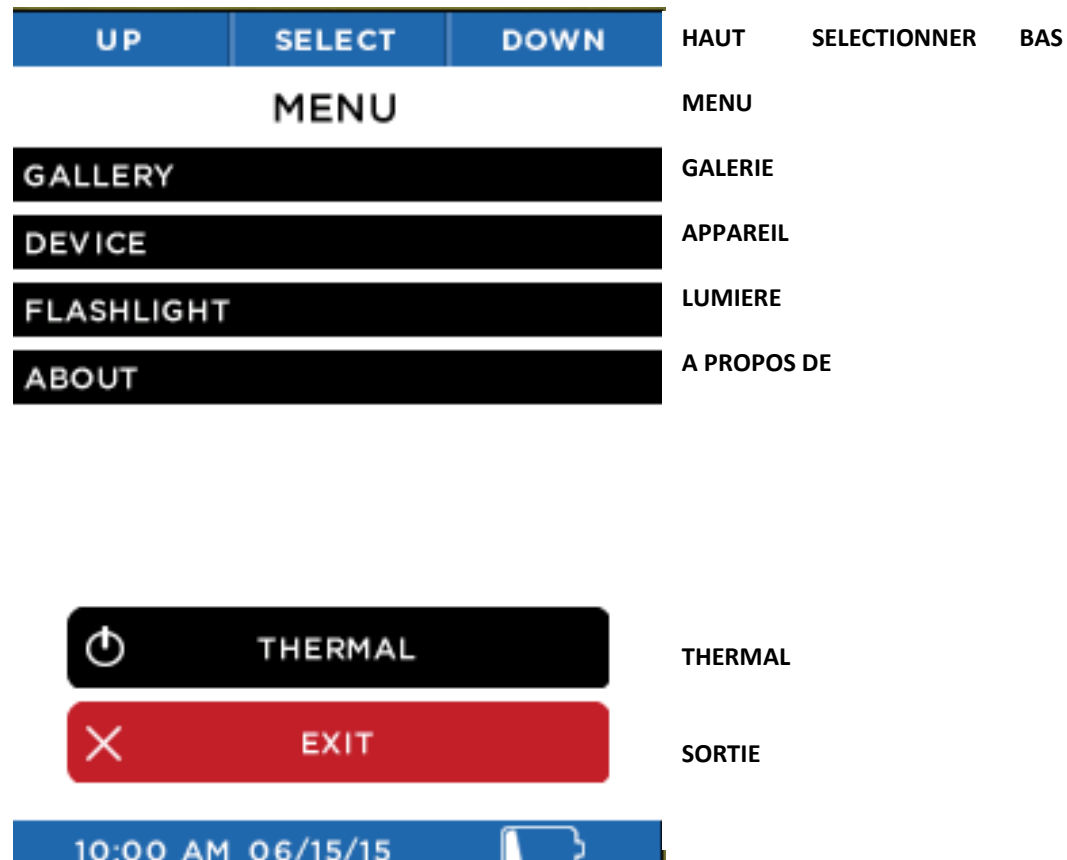 UP SELECT DOWN HAUT SELECTIONNER BAS
MENU MENU
GALLERY GALERIE
DEVICE APPAREIL
FLASHLIGHT LUMIERE
ABOUT A PROPOS DE
THERMAL THERMAL
EXIT SORTIE
10:00 AM 06/15/15